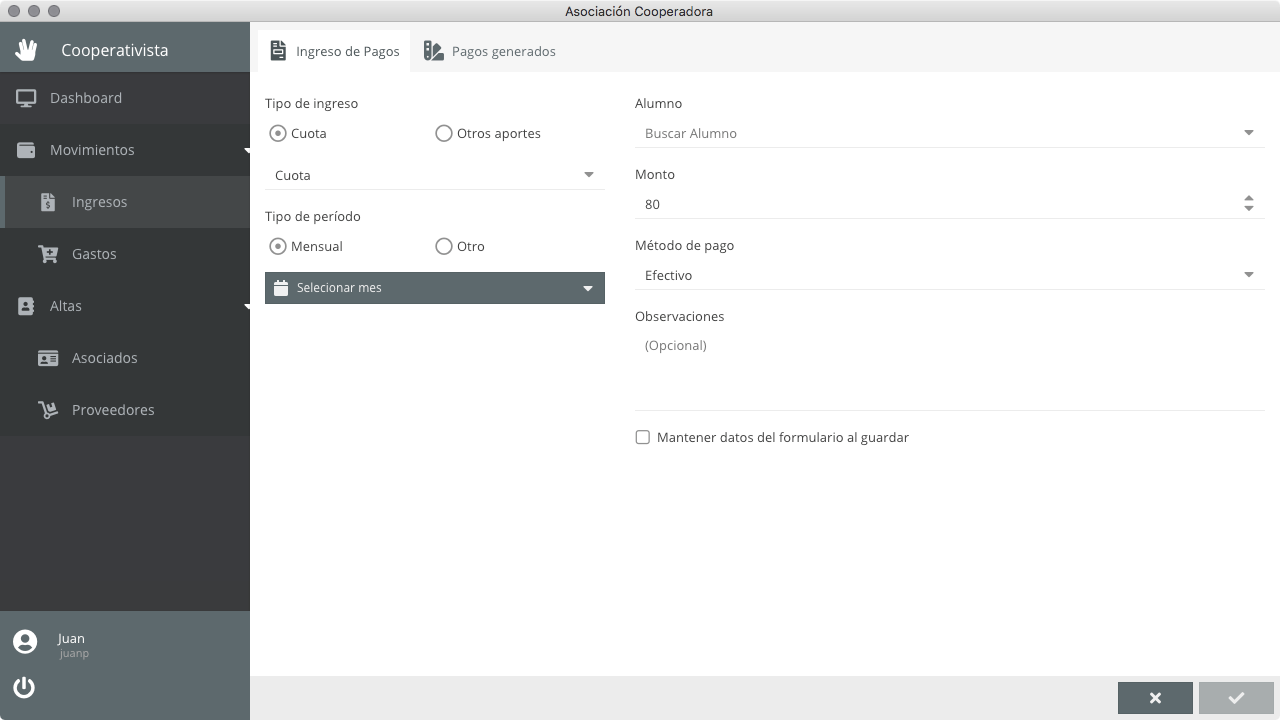 Asociación Cooperadora
Cooperativista
Dashboard
Movimientos
Ingresos
Gastos
Altas
Asociados
Proveedores
Juan
juanp
Ingreso de Pagos
Pagos generados
Tipo de ingreso
Cuota
Otros aportes
Cuota
Tipo de período
Mensual
Otro
Selecionar mes
Alumno
Buscar Alumno
Monto
80
Método de pago
Efectivo
Observaciones
(Opcional)
Mantener datos del formulario al guardar